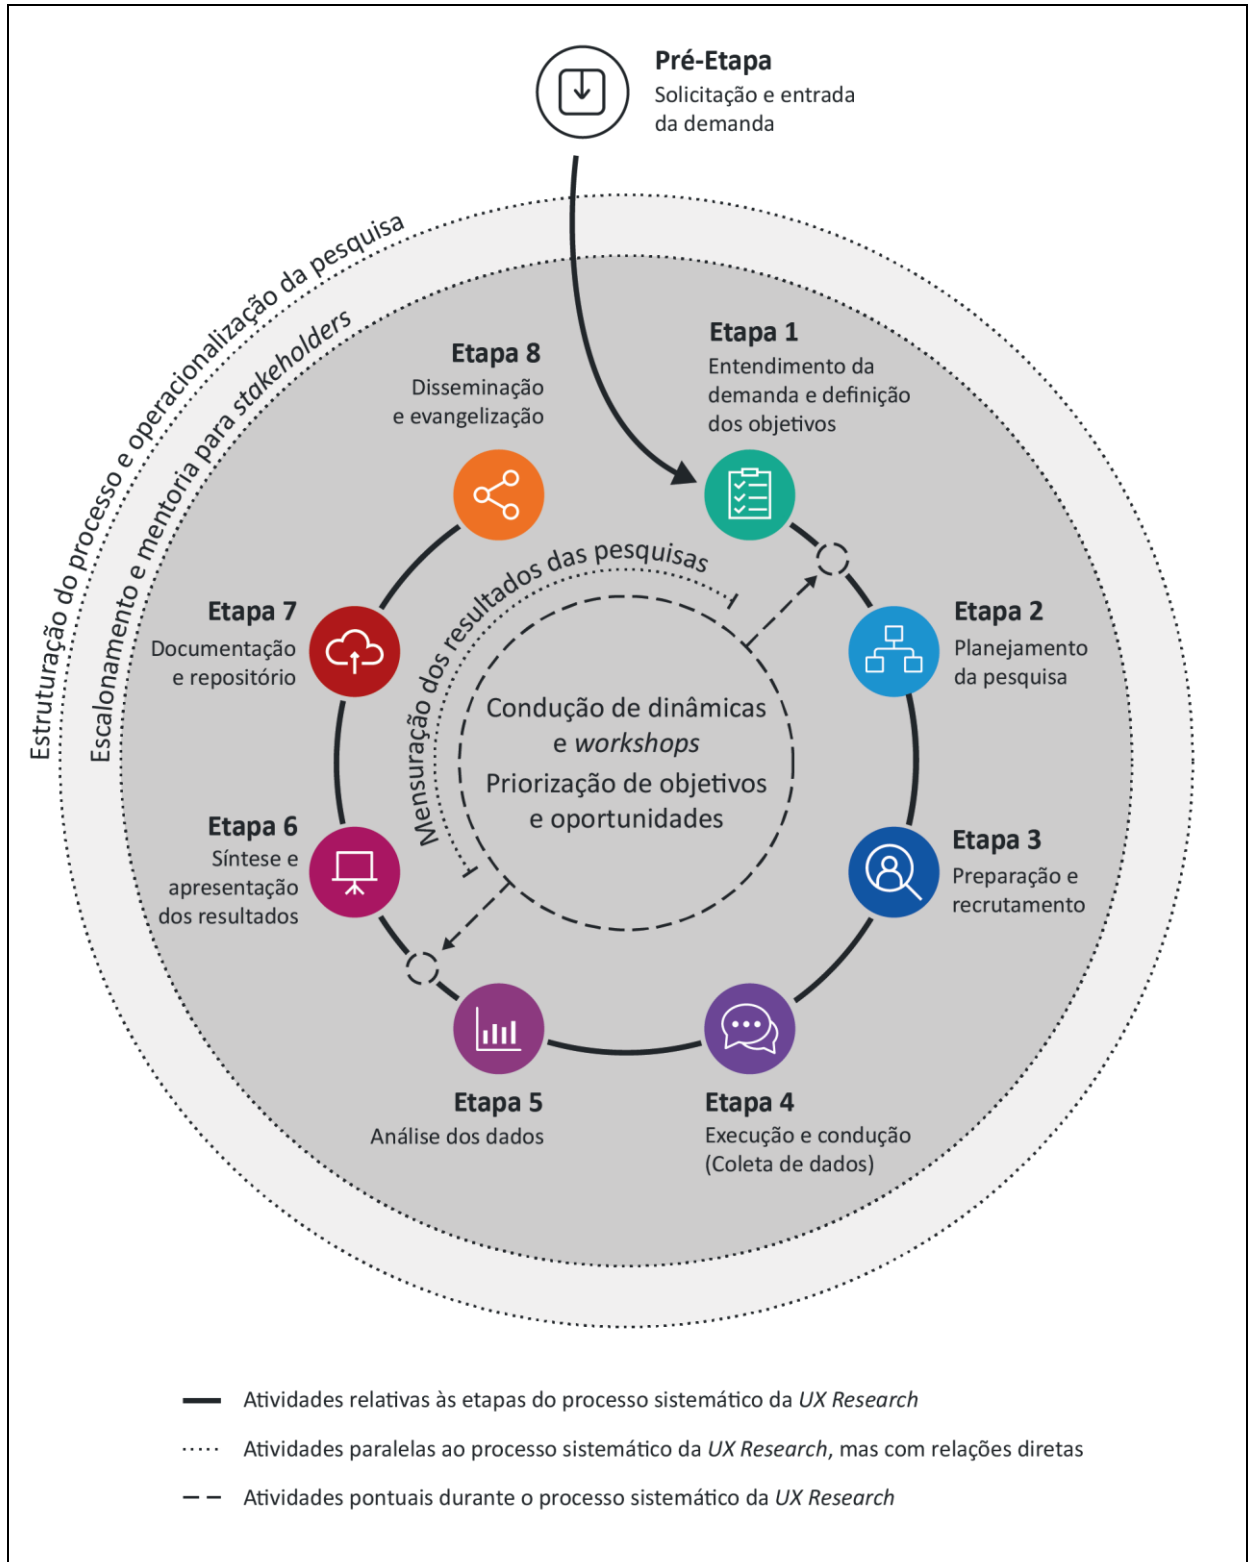 Pré-Etapa
Solicitação e entrada
da demanda
Estruturação do processo e operacionalização da pesquisa
Escalonamento e mentoria para stakeholders
Etapa 1
Entendimento da
demanda e definição
dos objetivos
Etapa 2
Planejamento
da pesquisa
Etapa 3
Preparação e
recrutamento
Etapa 4
Execução e condução
(Coleta de dados)
Etapa 5
Análise dos dados
Etapa 6
Síntese e
apresentação
dos resultados
Etapa 7
Documentação
e repositório
Etapa 8
Disseminação
e evangelização
Mensuração dos resultados das pesquisas
Condução de dinâmicas
e workshops
Priorização de objetivos
e oportunidades
Atividades relativas às etapas do processo sistemático da UX Research
Atividades paralelas ao processo sistemático da UX Research, mas com relações diretas
Atividades pontuais durante o processo sistemático da UX Research